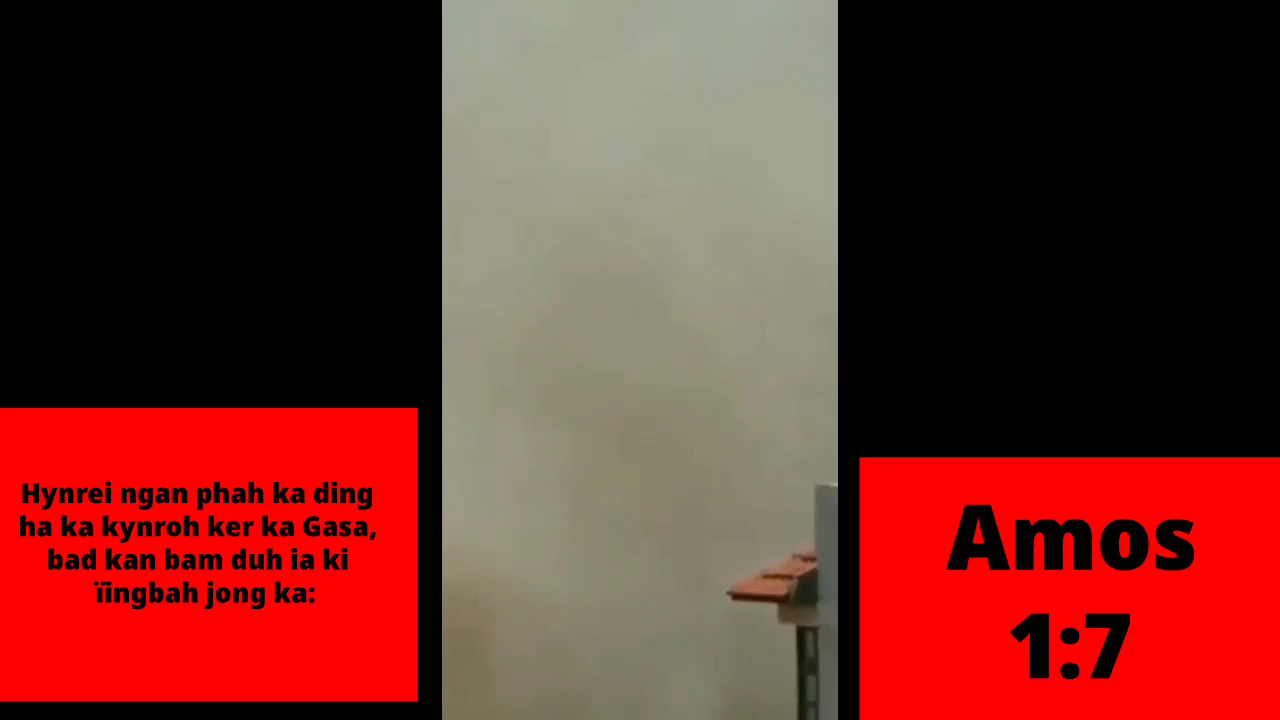 Hynrei ngan phah ka ding
ha ka kynroh ker ka Gasa,
bad kan bam duh ia ki
ïingbah jong ka:
Amos
1:7